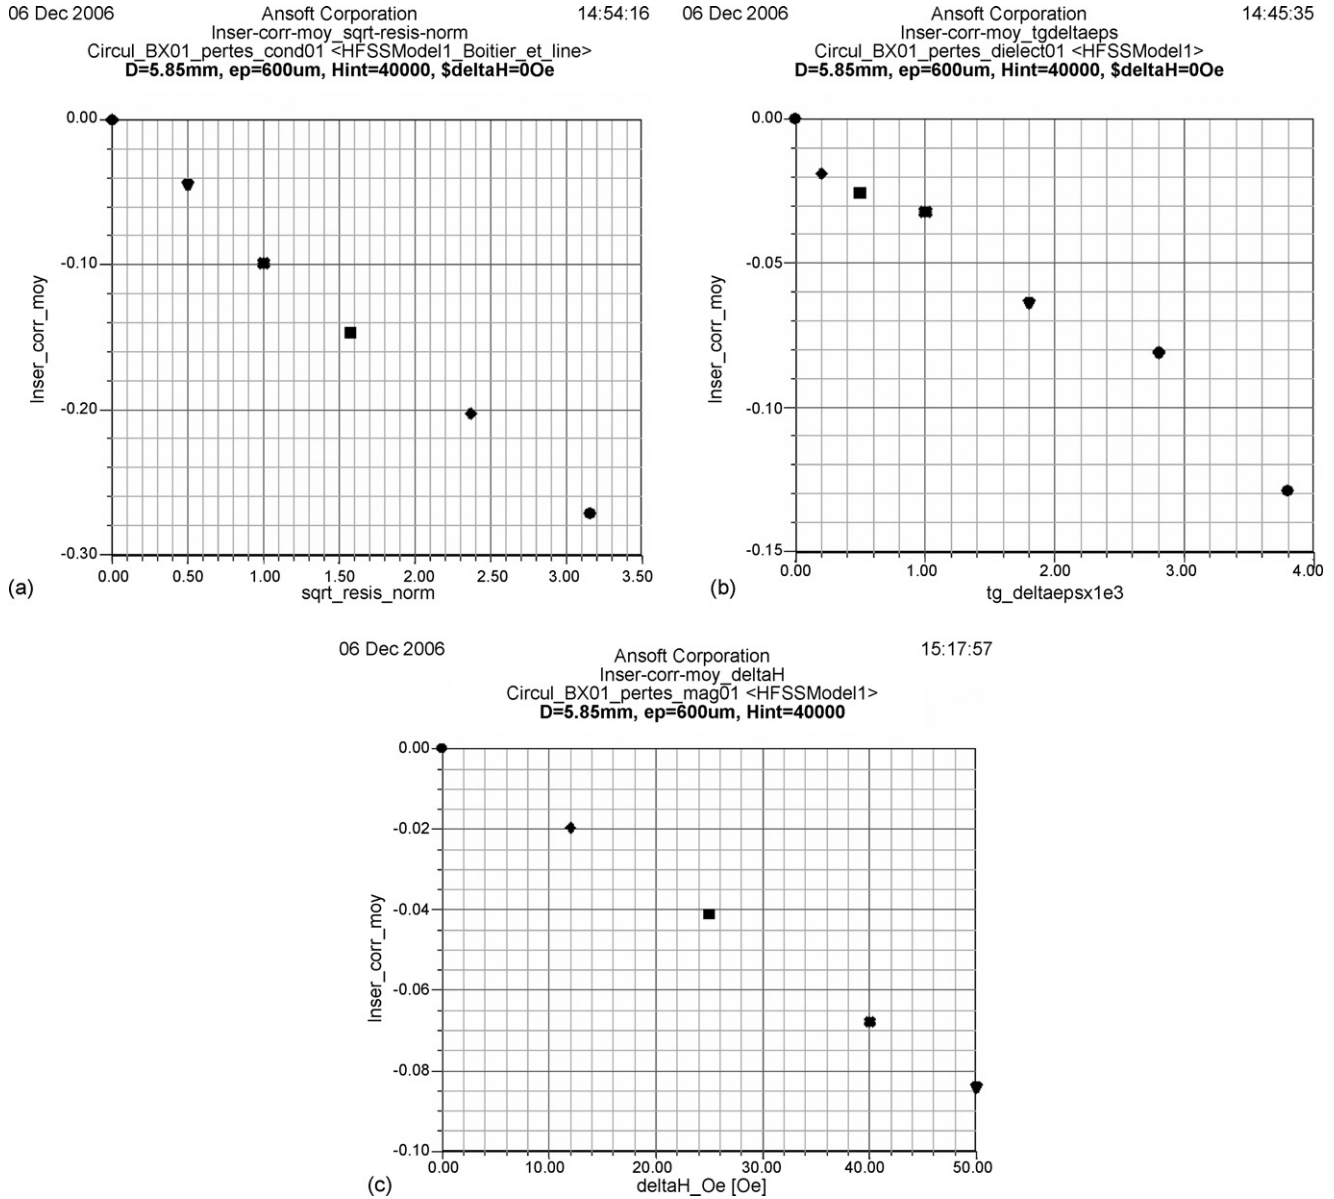 06 Dec 2006 Ansoft Corporation 14:54:16
Inser-corr-moy_sqrt-resis-norm
Circul_BX01_pertes_cond01 <HFSSModel1_Boitier_et_line>
D=5.85mm, ep=600um, Hint=40000, $deltaH=0Oe
0.00
-0.10
-0.20
-0.30
Inser_corr_moy
0.00 0.50 1.00 1.50 2.00 2.50 3.00 3.50
sqrt_resis_norm
(a)
06 Dec 2006 Ansoft Corporation 14:45:35
Inser-corr-moy_tgdeltaeps
Circul_BX01_pertes_dielect01 <HFSSModel1>
D=5.85mm, ep=600um, Hint=40000, $deltaH=0Oe
0.00
-0.05
-0.10
-0.15
Inser_corr_moy
0.00 1.00 2.00 3.00 4.00
tg_deltaepsx1e3
(b)
06 Dec 2006 Ansoft Corporation 15:17:57
Inser-corr-moy_deltaH
Circul_BX01_pertes_mag01 <HFSSModel1>
D=5.85mm, ep=600um, Hint=40000
0.00
-0.02
-0.04
-0.06
-0.08
-0.10
Inser_corr_moy
0.00 10.00 20.00 30.00 40.00 50.00
deltaH_Oe [Oe]
(c)